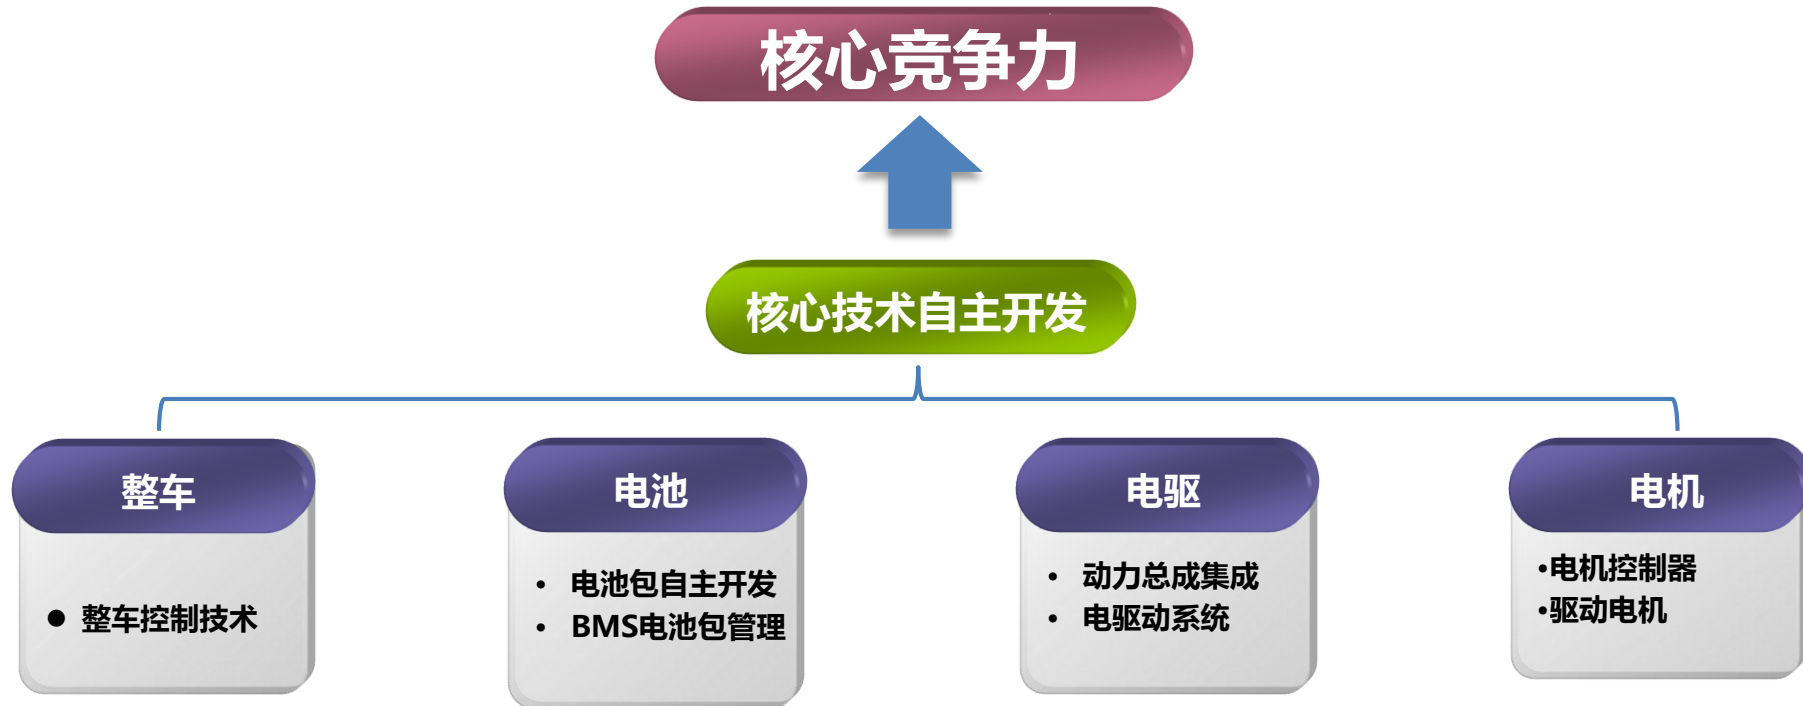 核心竞争力
核心技术自主开发
整车
● 整车控制技术
电池
• 电池包自主开发
• BMS电池包管理
电驱
• 动力总成集成
• 电驱动系统
电机
•电机控制器
•驱动电机